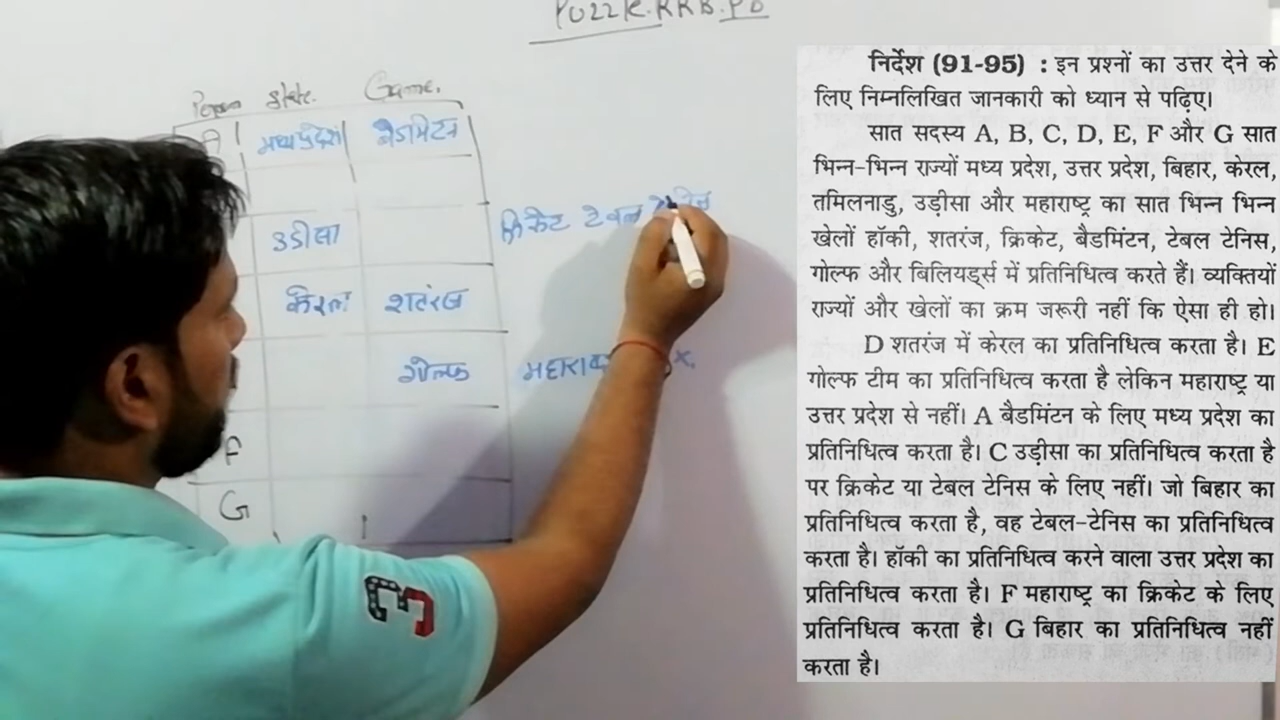 Puzzle. RRB. PO
Person State. Game.
A मध्यप्रदेश बैडमिंटन
उडीसा क्रिकेट टेबल
केरल शतरंज
गोल्फ
F
G
निर्देश (91-95) : इन प्रश्नों का उत्तर देने के
लिए निम्नलिखित जानकारी को ध्यान से पढ़िए।
सात सदस्य A, B, C, D, E, F और G सात
भिन्न-भिन्न राज्यों मध्य प्रदेश, उत्तर प्रदेश, बिहार, केरल,
तमिलनाडु, उड़ीसा और महाराष्ट्र का सात भिन्न भिन्न
खेलों हॉकी, शतरंज, क्रिकेट, बैडमिंटन, टेबल टेनिस,
गोल्फ और बिलियर्ड्स में प्रतिनिधित्व करते हैं। व्यक्तियों
राज्यों और खेलों का क्रम जरूरी नहीं कि ऐसा ही हो।
D शतरंज में केरल का प्रतिनिधित्व करता है। E
गोल्फ टीम का प्रतिनिधित्व करता है लेकिन महाराष्ट्र या
उत्तर प्रदेश से नहीं। A बैडमिंटन के लिए मध्य प्रदेश का
प्रतिनिधित्व करता है। C उड़ीसा का प्रतिनिधित्व करता है
पर क्रिकेट या टेबल टेनिस के लिए नहीं। जो बिहार का
प्रतिनिधित्व करता है, वह टेबल-टेनिस का प्रतिनिधित्व
करता है। हॉकी का प्रतिनिधित्व करने वाला उत्तर प्रदेश का
प्रतिनिधित्व करता है। F महाराष्ट्र का क्रिकेट के लिए
प्रतिनिधित्व करता है। G बिहार का प्रतिनिधित्व नहीं
करता है।